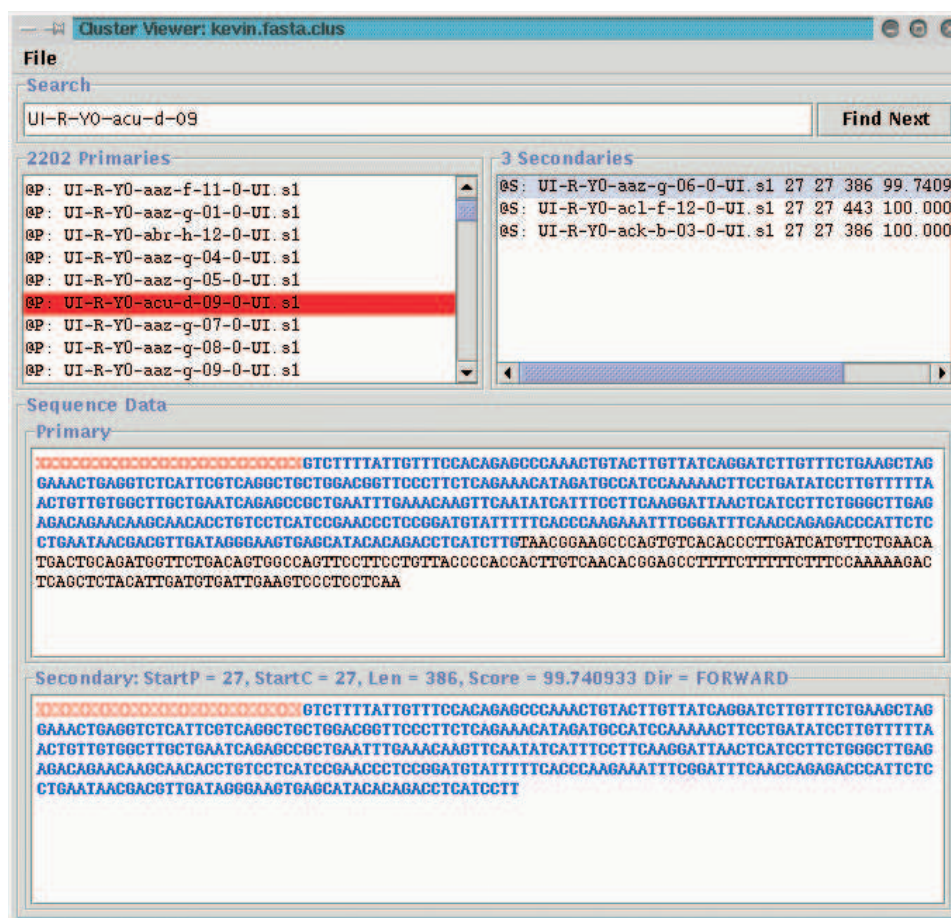 Cluster Viewer: kevin.fasta.clus
File
Search
UI-R-Y0-acu-d-09
Find Next
2202 Primaries
@P: UI-R-Y0-aaz-f-11-0-UI.s1
@P: UI-R-Y0-aaz-g-01-0-UI.s1
@P: UI-R-Y0-abr-h-12-0-UI.s1
@P: UI-R-Y0-aaz-g-04-0-UI.s1
@P: UI-R-Y0-aaz-g-05-0-UI.s1
@P: UI-R-Y0-acu-d-09-0-UI.s1
@P: UI-R-Y0-aaz-g-07-0-UI.s1
@P: UI-R-Y0-aaz-g-08-0-UI.s1
@P: UI-R-Y0-aaz-g-09-0-UI.s1
3 Secondaries
@S: UI-R-Y0-aaz-g-06-0-UI.s1 27 27 386 99.7409
@S: UI-R-Y0-acl-f-12-0-UI.s1 27 27 443 100.000
@S: UI-R-Y0-ack-b-03-0-UI.s1 27 27 386 100.000
Sequence Data
Primary
GTCTTTTATTGTTTCCACAGAGCCCAAACTGTACTTGTTATCAGGATCTTGTTTCTGAAGCTAG
GAAACTGAGGTCTCATTCGTCAGGCTGCTGGACGGTTCCCTTCTCAGAAACATAGATGCCATCCAAAAACTTCCTGATATCCTTGTTTTTA
ACTGTTGTGGCTTGCTGAATCAGAGCCGCTGAATTTGAAACAAGTTCAATATCATTTCCTTCAAGGATTAACTCATCCTTCTGGGCTTGAG
AGACAGAACAAGCAACACCTGTCCTCATCCGAACCCTCCGGATGTATTTTTCACCCAAGAAATTTCGGATTTCAACCAGAGACCCATTCTC
CTGAATAACGACGTTGATAGGGAAGTGAGCATACACAGACCTCATCTTGTAACGGAAGCCCAGTGTCACACCCTTGATCATGTTCTGAACA
TGACTGCAGATGGTTCTGACAGTGGCCAGTTCCTTCCTGTTACCCCACCACTTGTCAACACGGAGCCTTTTCTTTTTCTTTCCAAAAAGAC
TCAGCTCTACATTGATGTGATTGAAGTCCCTCCTCAA
Secondary: StartP = 27, StartC = 27, Len = 386, Score = 99.740933 Dir = FORWARD
GTCTTTTATTGTTTCCACAGAGCCCAAACTGTACTTGTTATCAGGATCTTGTTTCTGAAGCTAG
GAAACTGAGGTCTCATTCGTCAGGCTGCTGGACGGTTCCCTTCTCAGAAACATAGATGCCATCCAAAAACTTCCTGATATCCTTGTTTTTA
ACTGTTGTGGCTTGCTGAATCAGAGCCGCTGAATTTGAAACAAGTTCAATATCATTTCCTTCAAGGATTAACTCATCCTTCTGGGCTTGAG
AGACAGAACAAGCAACACCTGTCCTCATCCGAACCCTCCGGATGTATTTTTCACCCAAGAAATTTCGGATTTCAACCAGAGACCCATTCTC
CTGAATAACGACGTTGATAGGGAAGTGAGCATACACAGACCTCATCCTT